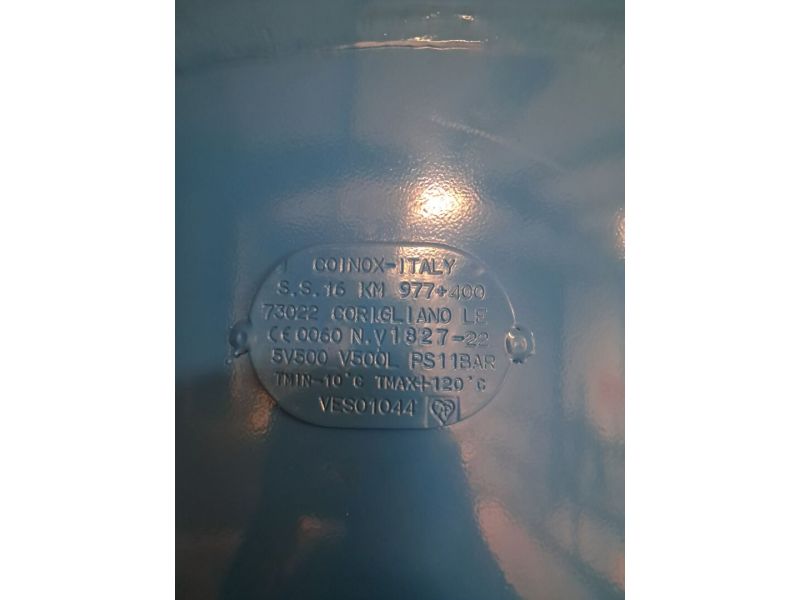 COINOX-ITALY
S.S.16 KM 977+400
73022 CORIGLIANO LE
CE 0060 N.V1827-22
5V500 V500L PS11BAR
TMIN-10°C TMAX+120°C
VES01044